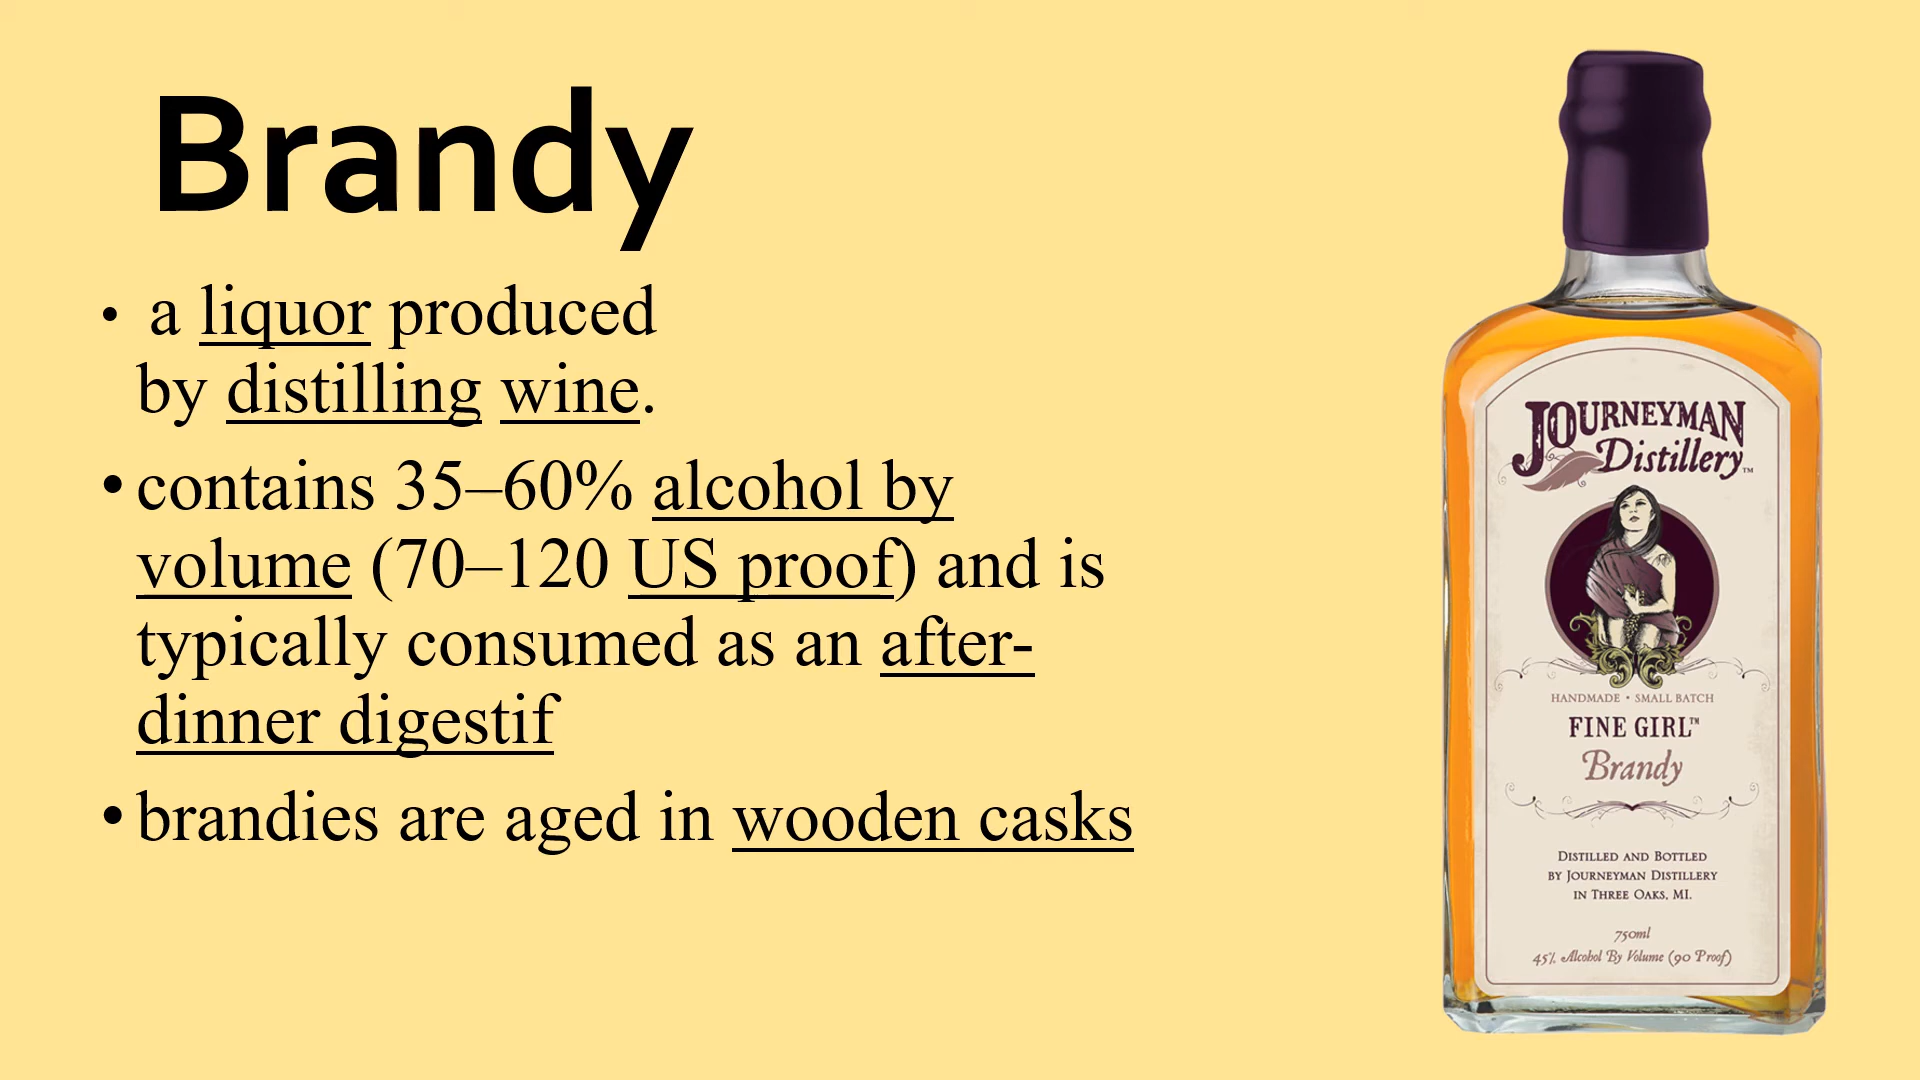 Brandy
• a liquor produced
by distilling wine.
• contains 35–60% alcohol by
volume (70–120 US proof) and is
typically consumed as an after-
dinner digestif
• brandies are aged in wooden casks
JOURNEYMAN
Distillery™
HANDMADE • SMALL BATCH
FINE GIRL™
Brandy
DISTILLED AND BOTTLED
BY JOURNEYMAN DISTILLERY
IN THREE OAKS, MI.
750ml
45% Alcohol By Volume (90 Proof)